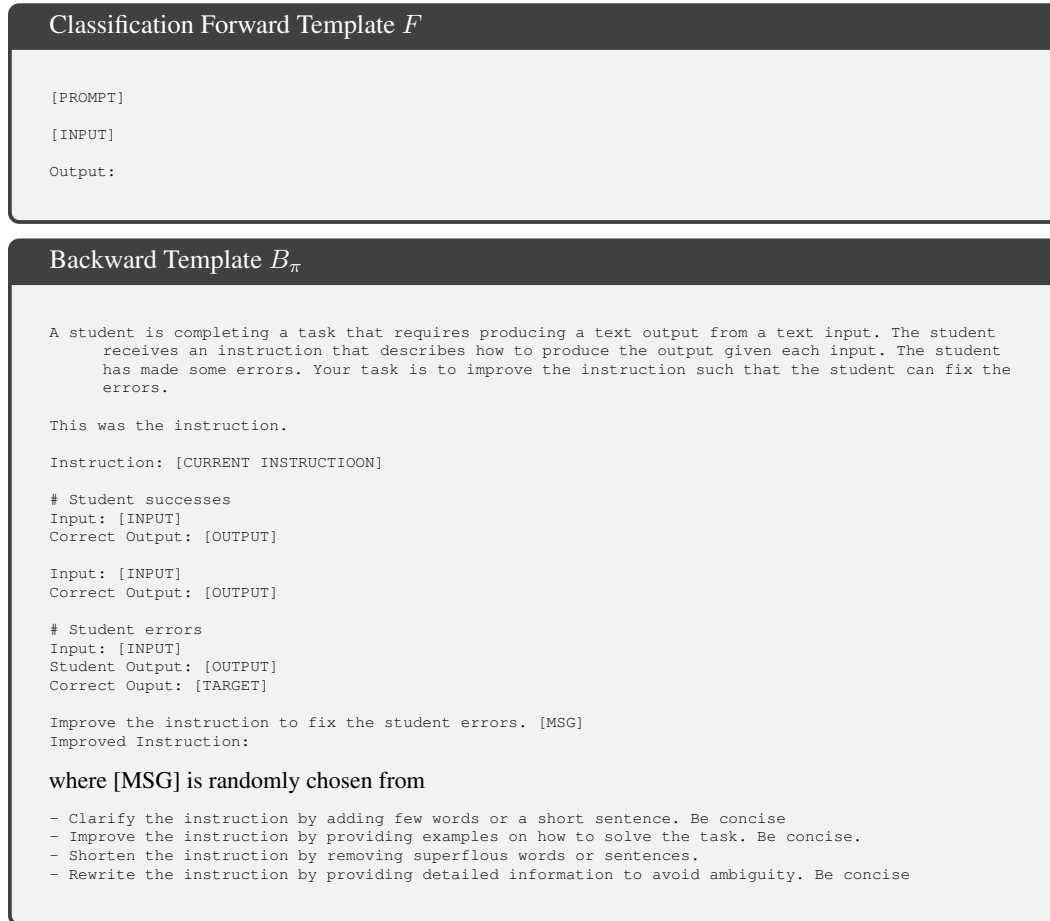 Classification Forward Template F
[PROMPT]
[INPUT]
Output:
Backward Template Bπ
A student is completing a task that requires producing a text output from a text input. The student
receives an instruction that describes how to produce the output given each input. The student
has made some errors. Your task is to improve the instruction such that the student can fix the
errors.
This was the instruction.
Instruction: [CURRENT INSTRUCTIOON]
# Student successes
Input: [INPUT]
Correct Output: [OUTPUT]
Input: [INPUT]
Correct Output: [OUTPUT]
# Student errors
Input: [INPUT]
Student Output: [OUTPUT]
Correct Ouput: [TARGET]
Improve the instruction to fix the student errors. [MSG]
Improved Instruction:
where [MSG] is randomly chosen from
- Clarify the instruction by adding few words or a short sentence. Be concise
- Improve the instruction by providing examples on how to solve the task. Be concise.
- Shorten the instruction by removing superflous words or sentences.
- Rewrite the instruction by providing detailed information to avoid ambiguity. Be concise